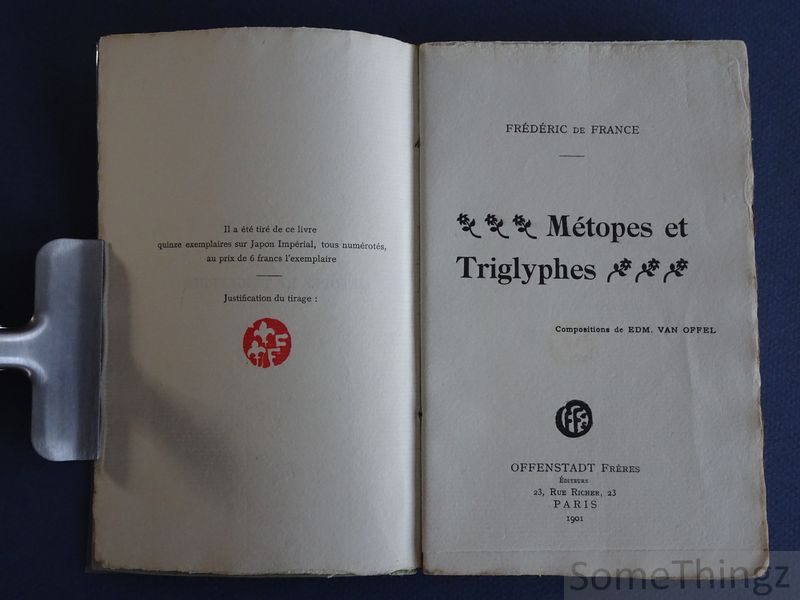 Il a été tiré de ce livre
quinze exemplaires sur Japon Impérial, tous numérotés,
au prix de 6 francs l'exemplaire
Justification du tirage :
FF
FRÉDÉRIC DE FRANCE
Métopes et
Triglyphes
Compositions de EDM. VAN OFFEL
OFFENSTADT FRÈRES
ÉDITEURS
23, RUE RICHER, 23
PARIS
1901
SomeThingz